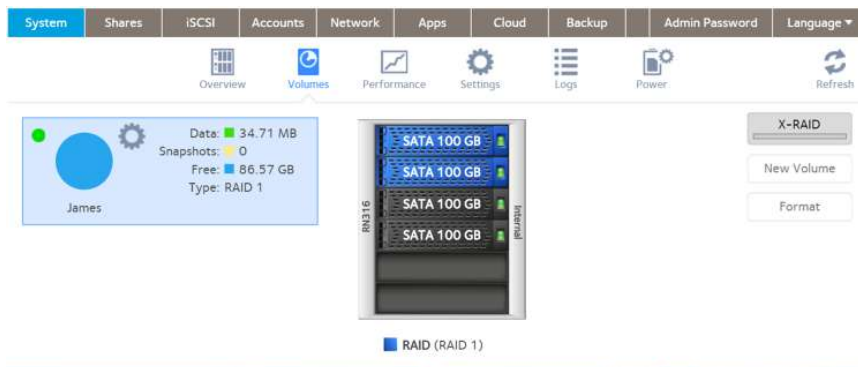 System Shares iSCSI Accounts Network Apps Cloud Backup Admin Password Language
Overview Volumes Performance Settings Logs Power Refresh
Data: 34.71 MB
Snapshots: 0
Free: 86.57 GB
Type: RAID 1
James
RN316
SATA 100 GB
SATA 100 GB
SATA 100 GB
SATA 100 GB
Internal
X-RAID
New Volume
Format
RAID (RAID 1)